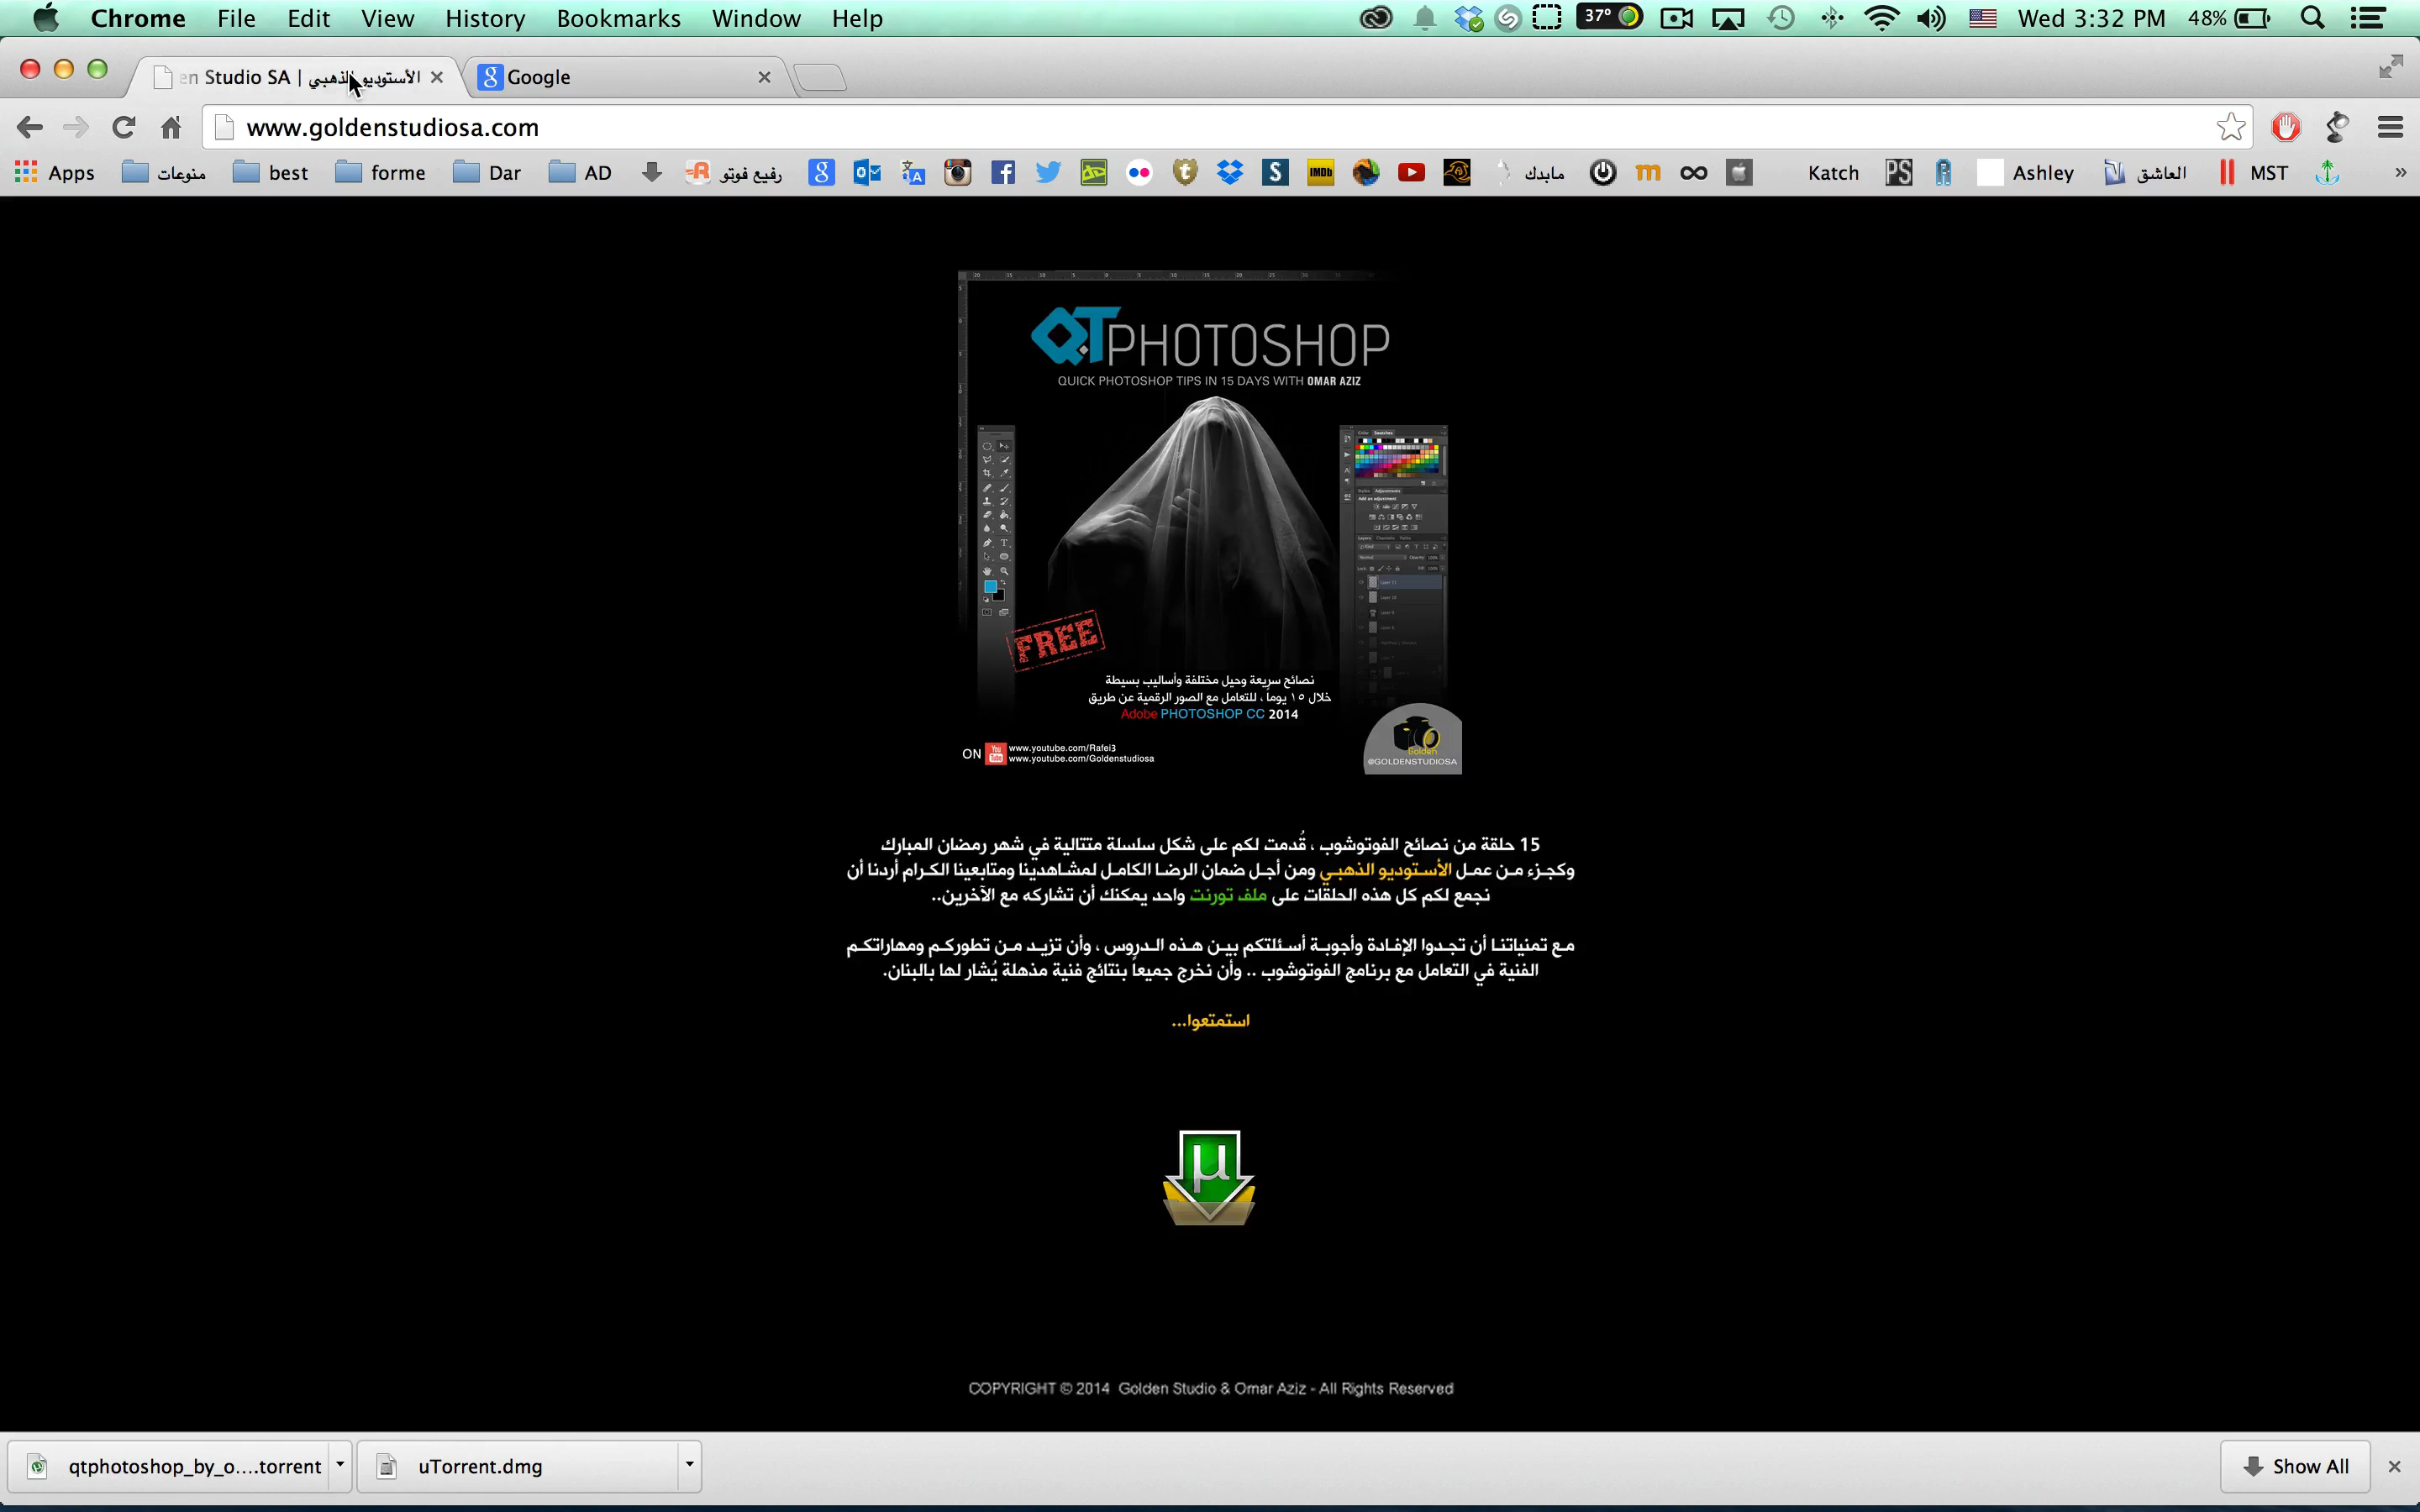 Chrome File Edit View History Bookmarks Window Help 37° Wed 3:32 PM 48%
en Studio SA | الأستوديو الذهبي Google
www.goldenstudiosa.com
Apps منوعات best forme Dar AD رفيع فوتو مابدك Katch Ashley العاشق MST
QT PHOTOSHOP
QUICK PHOTOSHOP TIPS IN 15 DAYS WITH OMAR AZIZ
FREE
نصائح سريعة وحيل مختلفة وأساليب بسيطة
خلال ١٥ يوماً ، للتعامل مع الصور الرقمية عن طريق
Adobe PHOTOSHOP CC 2014
ON You Tube www.youtube.com/Rafei3
www.youtube.com/Goldenstudiosa
Golden
@GOLDENSTUDIOSA
15 حلقة من نصائح الفوتوشوب ، قُدمت لكم على شكل سلسلة متتالية في شهر رمضان المبارك
وكجزء من عمل الأستوديو الذهبي ومن أجل ضمان الرضا الكامل لمشاهدينا ومتابعينا الكرام أردنا أن
نجمع لكم كل هذه الحلقات على ملف تورنت واحد يمكنك أن تشاركه مع الآخرين..
مع تمنياتنا أن تجدوا الإفادة وأجوبة أسئلتكم بين هذه الدروس ، وأن تزيد من تطوركم ومهاراتكم
الفنية في التعامل مع برنامج الفوتوشوب .. وأن نخرج جميعاً بنتائج فنية مذهلة يُشار لها بالبنان.
استمتعوا...
COPYRIGHT © 2014 Golden Studio & Omar Aziz - All Rights Reserved
qtphotoshop_by_o....torrent uTorrent.dmg Show All